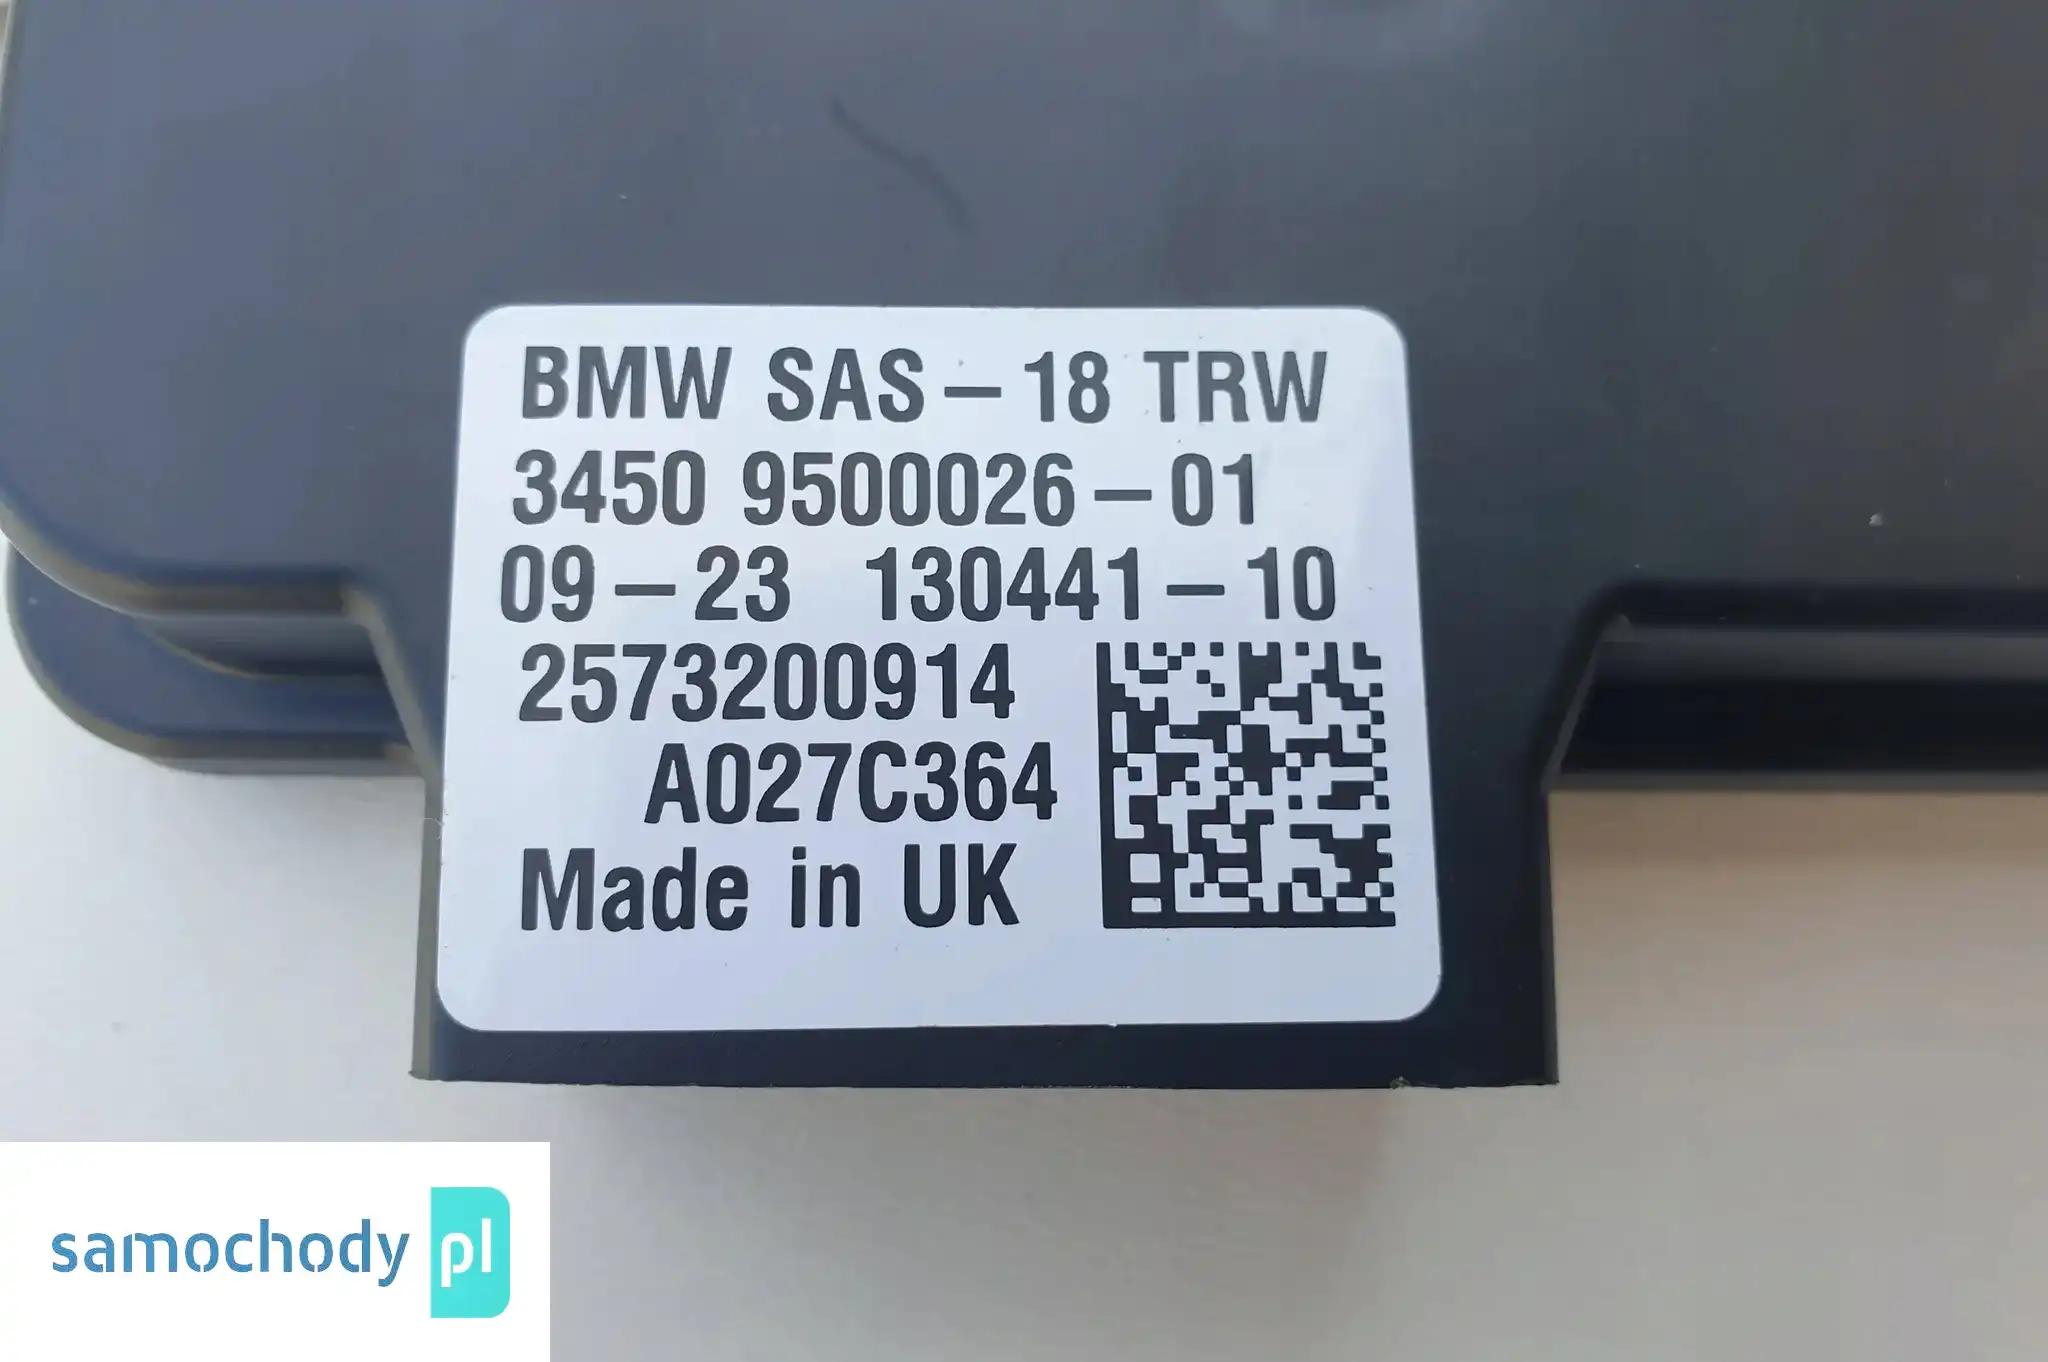 BMW SAS – 18 TRW
3450 9500026 – 01
09 – 23 130441 – 10
2573200914
A027C364
Made in UK
samochody pl